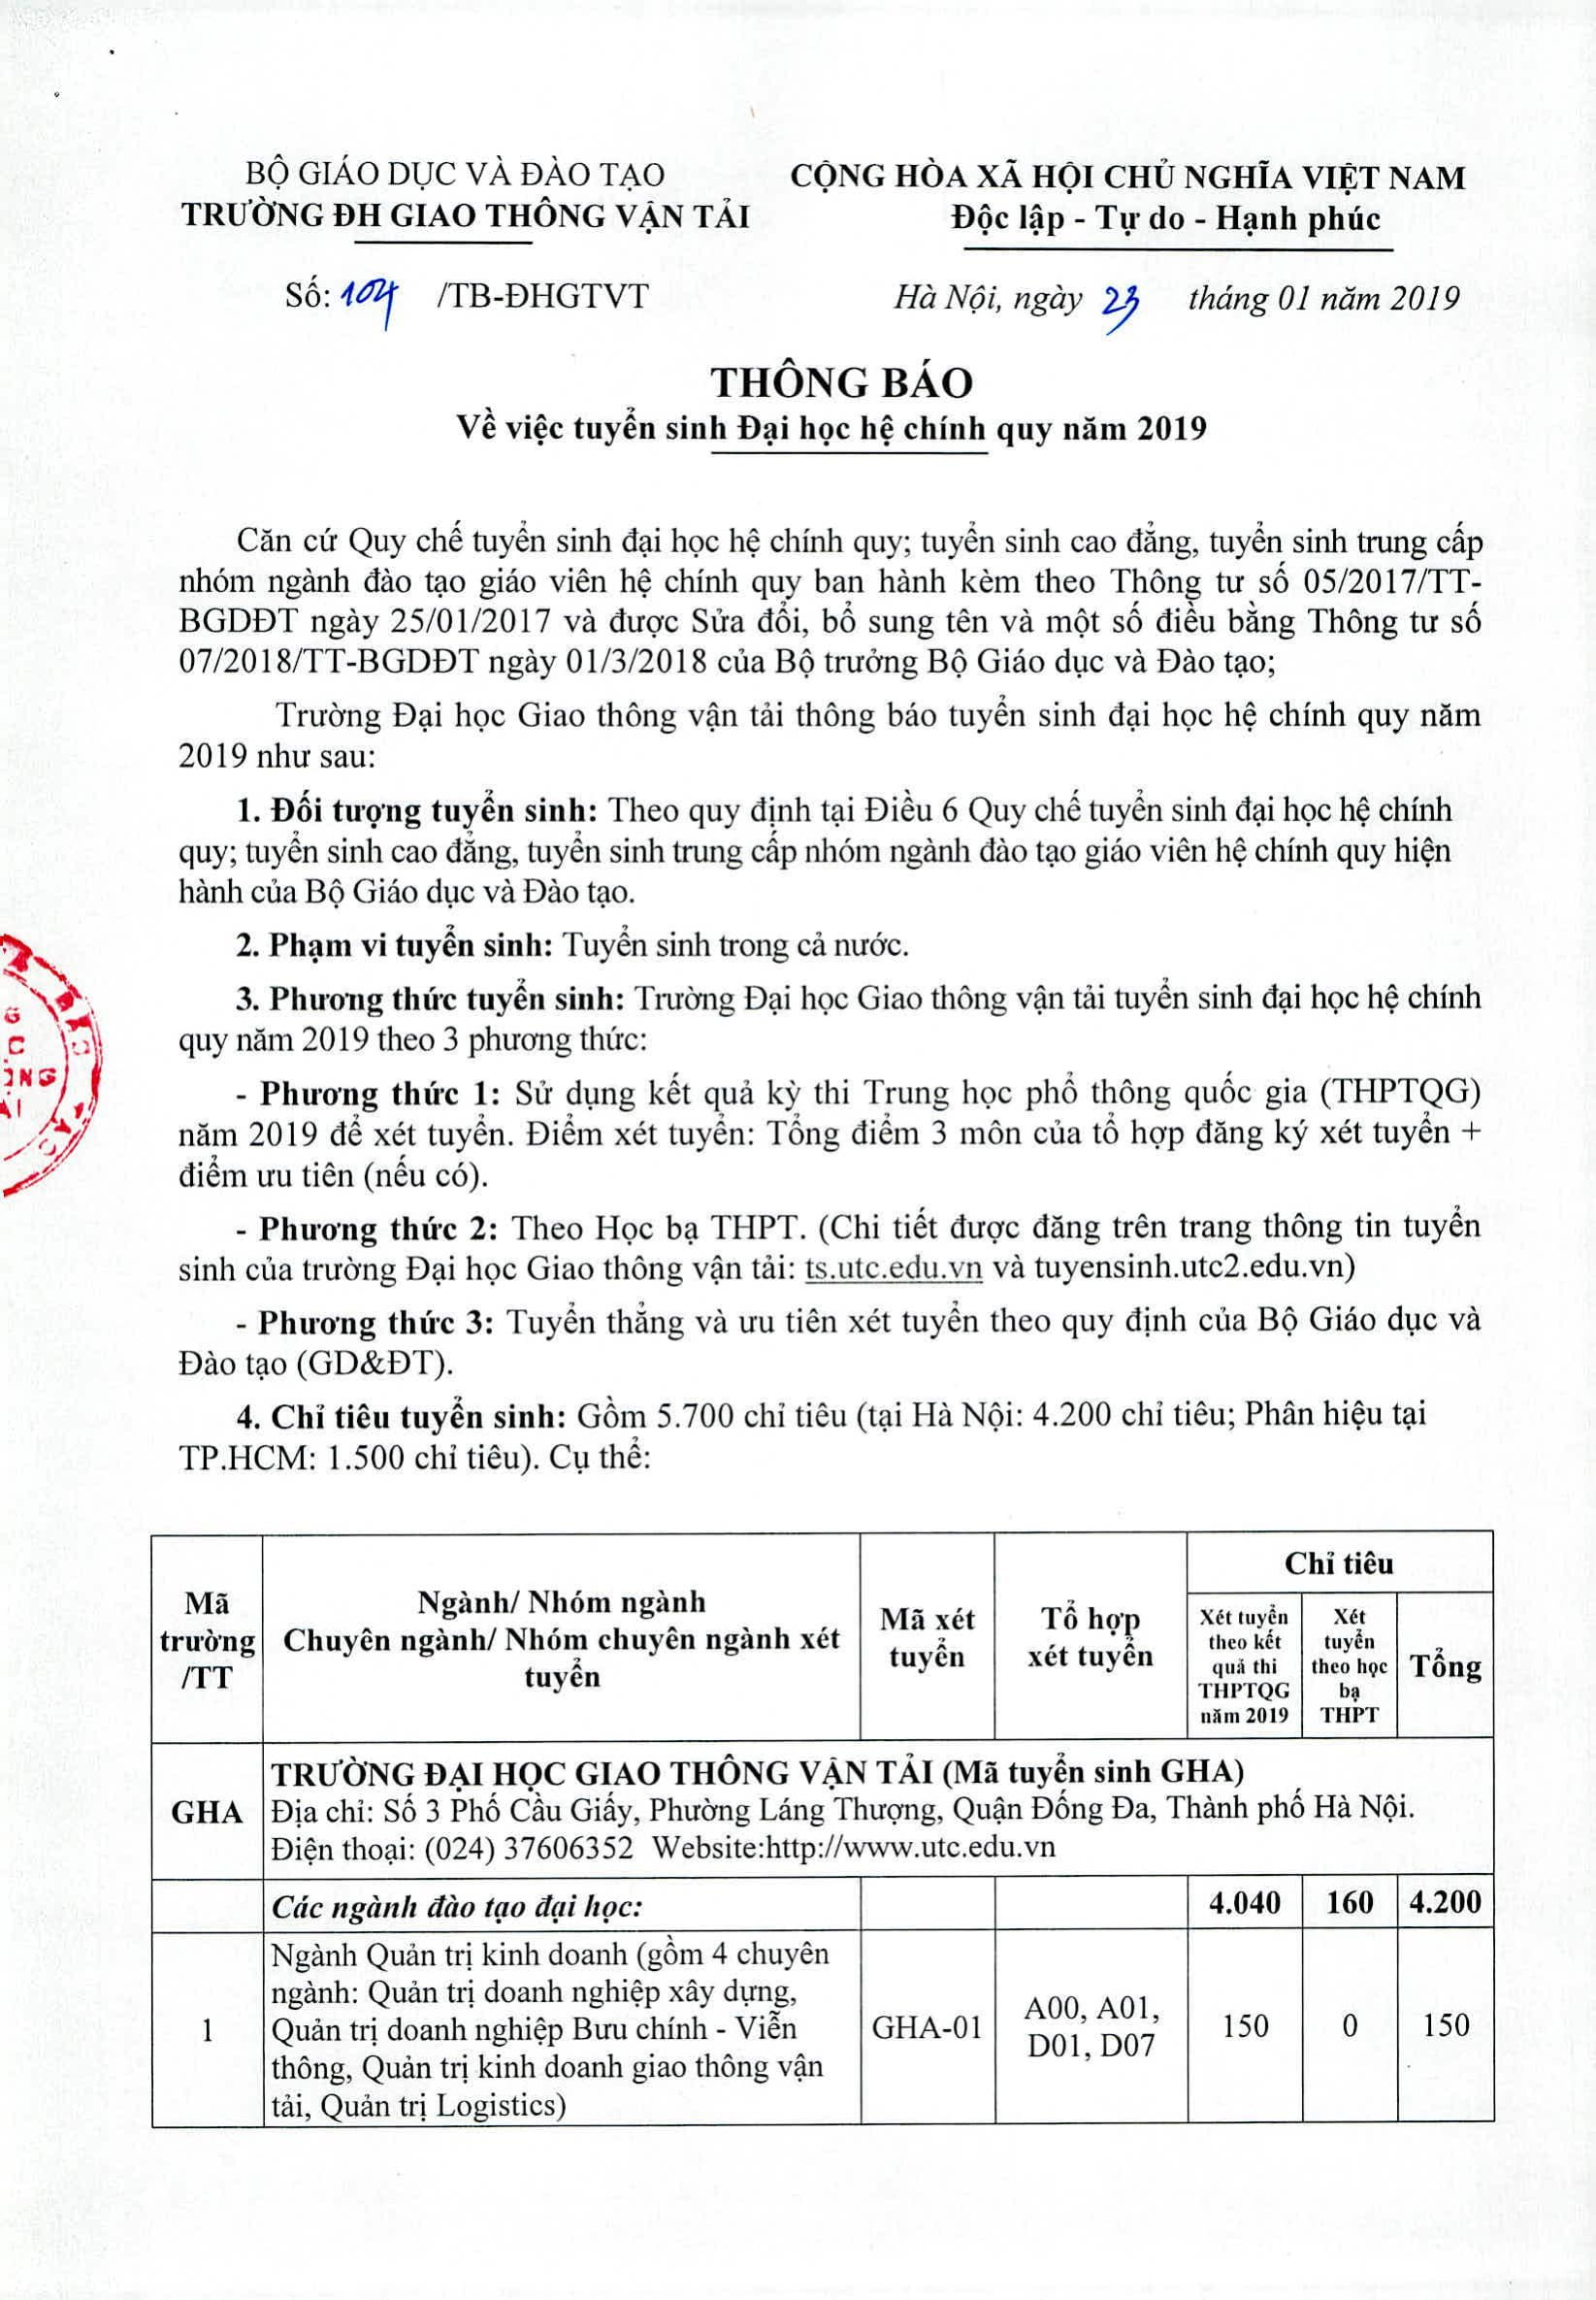 BỘ GIÁO DỤC VÀ ĐÀO TẠO
TRƯỜNG ĐH GIAO THÔNG VẬN TẢI
CỘNG HÒA XÃ HỘI CHỦ NGHĨA VIỆT NAM
Độc lập - Tự do - Hạnh phúc
Số: 104 /TB-ĐHGTVT
Hà Nội, ngày 23 tháng 01 năm 2019
THÔNG BÁO
Về việc tuyển sinh Đại học hệ chính quy năm 2019
Căn cứ Quy chế tuyển sinh đại học hệ chính quy; tuyển sinh cao đẳng, tuyển sinh trung cấp
nhóm ngành đào tạo giáo viên hệ chính quy ban hành kèm theo Thông tư số 05/2017/TT-
BGDĐT ngày 25/01/2017 và được Sửa đổi, bổ sung tên và một số điều bằng Thông tư số
07/2018/TT-BGDĐT ngày 01/3/2018 của Bộ trưởng Bộ Giáo dục và Đào tạo;
Trường Đại học Giao thông vận tải thông báo tuyển sinh đại học hệ chính quy năm
2019 như sau:
1. Đối tượng tuyển sinh: Theo quy định tại Điều 6 Quy chế tuyển sinh đại học hệ chính
quy; tuyển sinh cao đẳng, tuyển sinh trung cấp nhóm ngành đào tạo giáo viên hệ chính quy hiện
hành của Bộ Giáo dục và Đào tạo.
2. Phạm vi tuyển sinh: Tuyển sinh trong cả nước.
3. Phương thức tuyển sinh: Trường Đại học Giao thông vận tải tuyển sinh đại học hệ chính
quy năm 2019 theo 3 phương thức:
- Phương thức 1: Sử dụng kết quả kỳ thi Trung học phổ thông quốc gia (THPTQG)
năm 2019 để xét tuyển. Điểm xét tuyển: Tổng điểm 3 môn của tổ hợp đăng ký xét tuyển +
điểm ưu tiên (nếu có).
- Phương thức 2: Theo Học bạ THPT. (Chi tiết được đăng trên trang thông tin tuyển
sinh của trường Đại học Giao thông vận tải: ts.utc.edu.vn và tuyensinh.utc2.edu.vn)
- Phương thức 3: Tuyển thẳng và ưu tiên xét tuyển theo quy định của Bộ Giáo dục và
Đào tạo (GD&ĐT).
4. Chỉ tiêu tuyển sinh: Gồm 5.700 chỉ tiêu (tại Hà Nội: 4.200 chỉ tiêu; Phân hiệu tại
TP.HCM: 1.500 chỉ tiêu). Cụ thể:
Mã
trường
/TT
Ngành/ Nhóm ngành
Chuyên ngành/ Nhóm chuyên ngành xét
tuyển
Mã xét
tuyển
Tổ hợp
xét tuyển
Chỉ tiêu
Xét tuyển
theo kết
quả thi
THPTQG
năm 2019
Xét
tuyển
theo học
bạ
THPT
Tổng
GHA
TRƯỜNG ĐẠI HỌC GIAO THÔNG VẬN TẢI (Mã tuyển sinh GHA)
Địa chỉ: Số 3 Phố Cầu Giấy, Phường Láng Thượng, Quận Đống Đa, Thành phố Hà Nội.
Điện thoại: (024) 37606352 Website:http://www.utc.edu.vn
Các ngành đào tạo đại học: 4.040 160 4.200
1
Ngành Quản trị kinh doanh (gồm 4 chuyên
ngành: Quản trị doanh nghiệp xây dựng,
Quản trị doanh nghiệp Bưu chính - Viễn
thông, Quản trị kinh doanh giao thông vận
tải, Quản trị Logistics)
GHA-01
A00, A01,
D01, D07
150 0 150